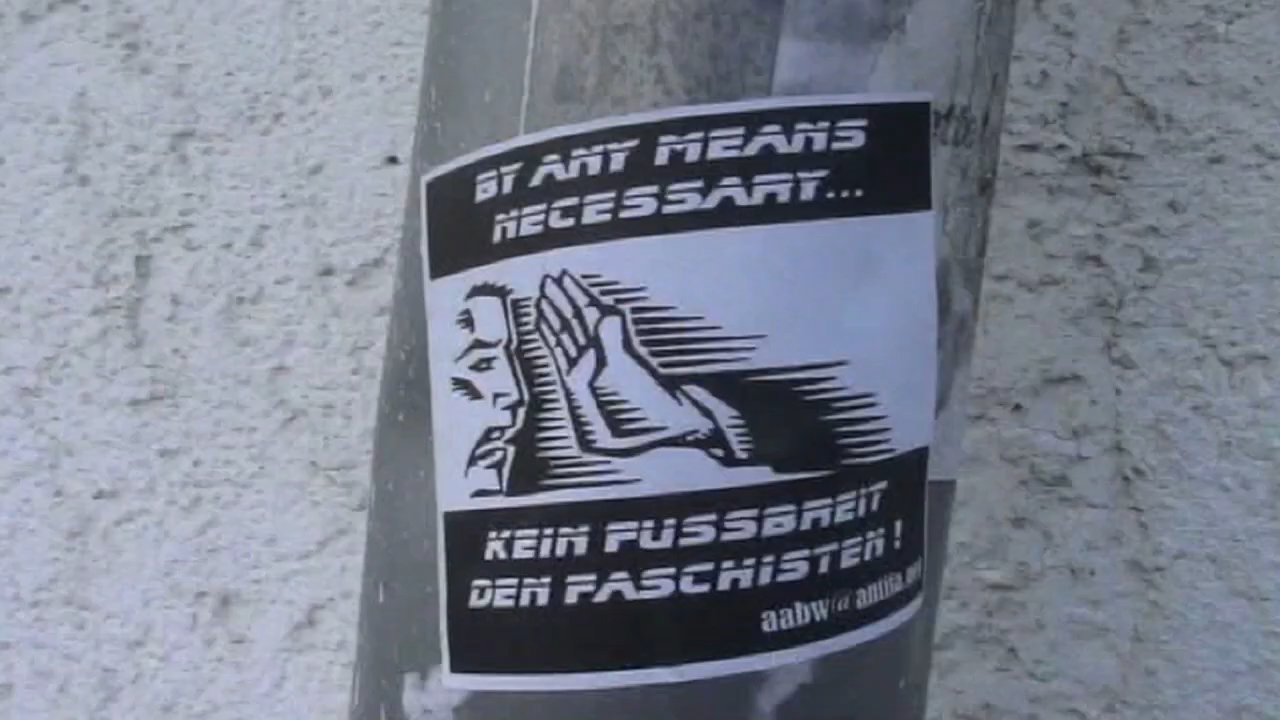 BY ANY MEANS
NECESSARY...
KEIN FUSSBREIT
DEN FASCHISTEN!
aabw@antifa.net